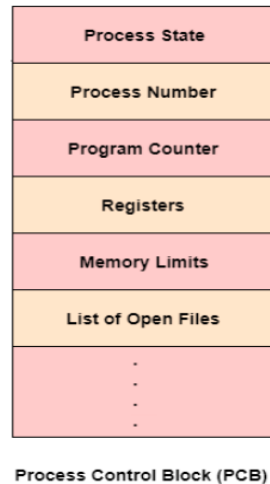 Process State
Process Number
Program Counter
Registers
Memory Limits
List of Open Files
.
.
.
.
Process Control Block (PCB)